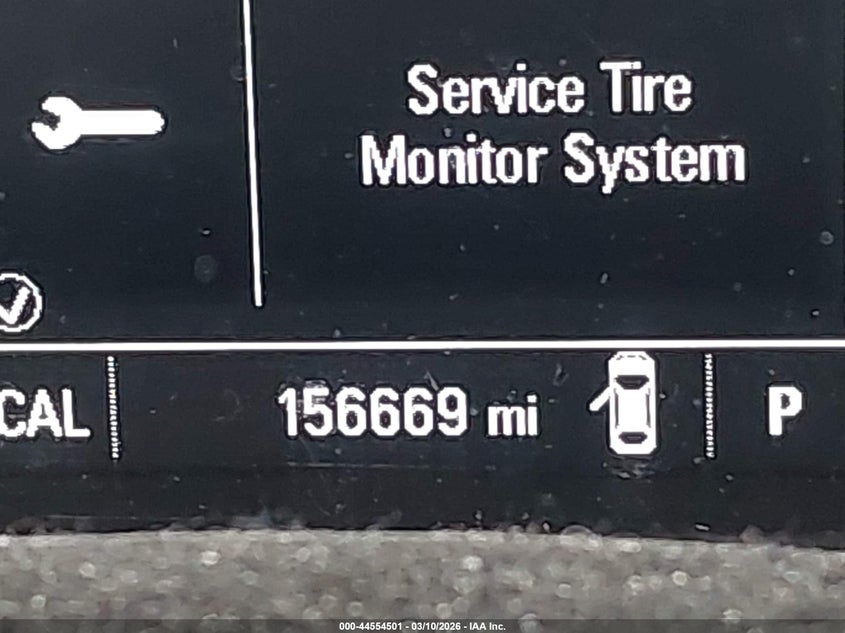 Service Tire
Monitor System
CAL
156669 mi
P
000-44554501 - 03/10/2026 - IAA Inc.